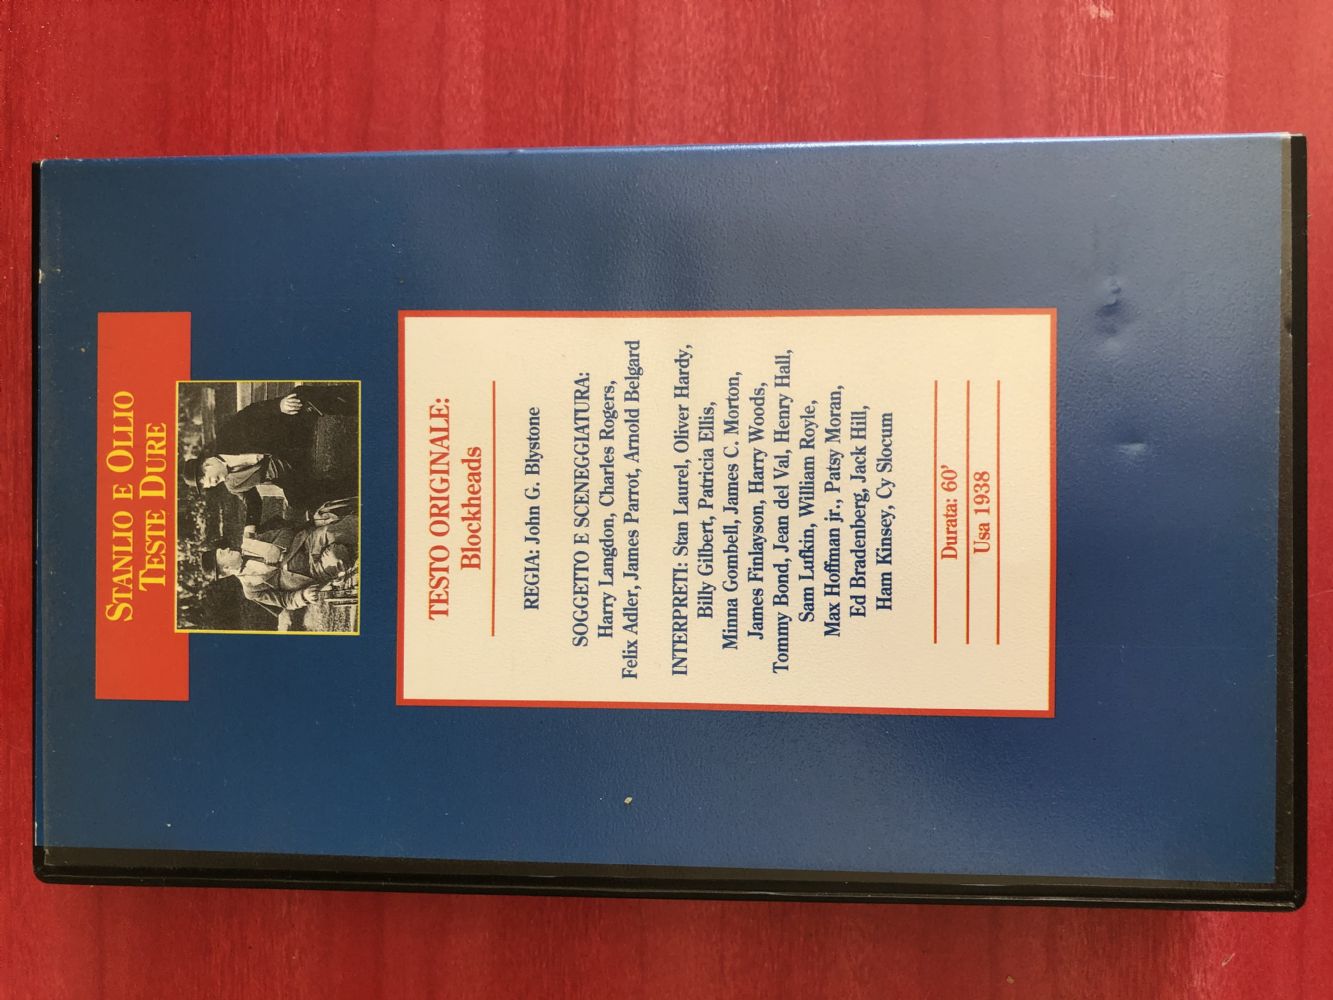 STANLIO E OLLIO
TESTE DURE
TESTO ORIGINALE:
Blockheads
REGIA: John G. Blystone
SOGGETTO E SCENEGGIATURA:
Harry Langdon, Charles Rogers,
Felix Adler, James Parrot, Arnold Belgard
INTERPRETI: Stan Laurel, Oliver Hardy,
Billy Gilbert, Patricia Ellis,
Minna Gombell, James C. Morton,
James Finlayson, Harry Woods,
Tommy Bond, Jean del Val, Henry Hall,
Sam Lufkin, William Royle,
Max Hoffman jr., Patsy Moran,
Ed Bradenberg, Jack Hill,
Ham Kinsey, Cy Slocum
Durata: 60'
Usa 1938